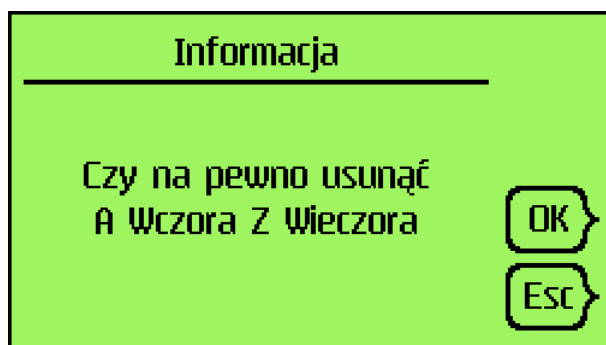 Informacja
Czy na pewno usunąć
A Wczora Z Wieczora
OK
Esc